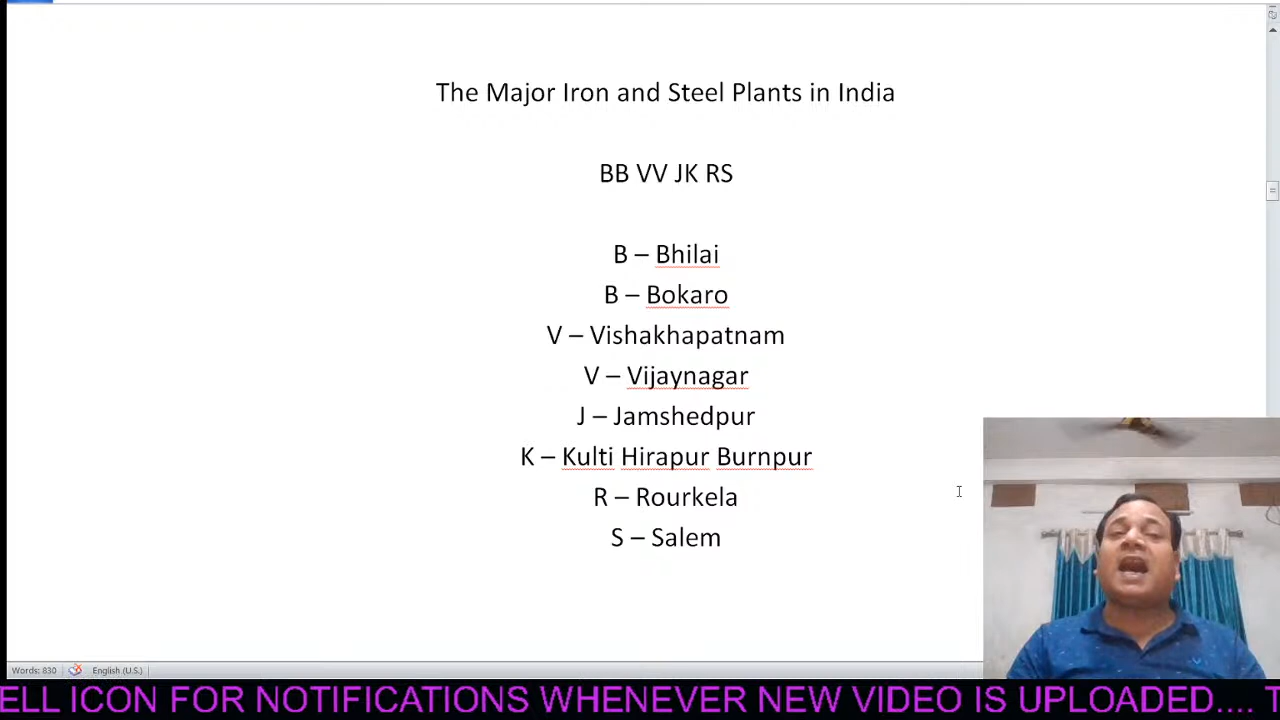 The Major Iron and Steel Plants in India
BB VV JK RS
B – Bhilai
B – Bokaro
V – Vishakhapatnam
V – Vijaynagar
J – Jamshedpur
K – Kulti Hirapur Burnpur
R – Rourkela
S – Salem
Words: 830 English (U.S.)
ELL ICON FOR NOTIFICATIONS WHENEVER NEW VIDEO IS UPLOADED.... T